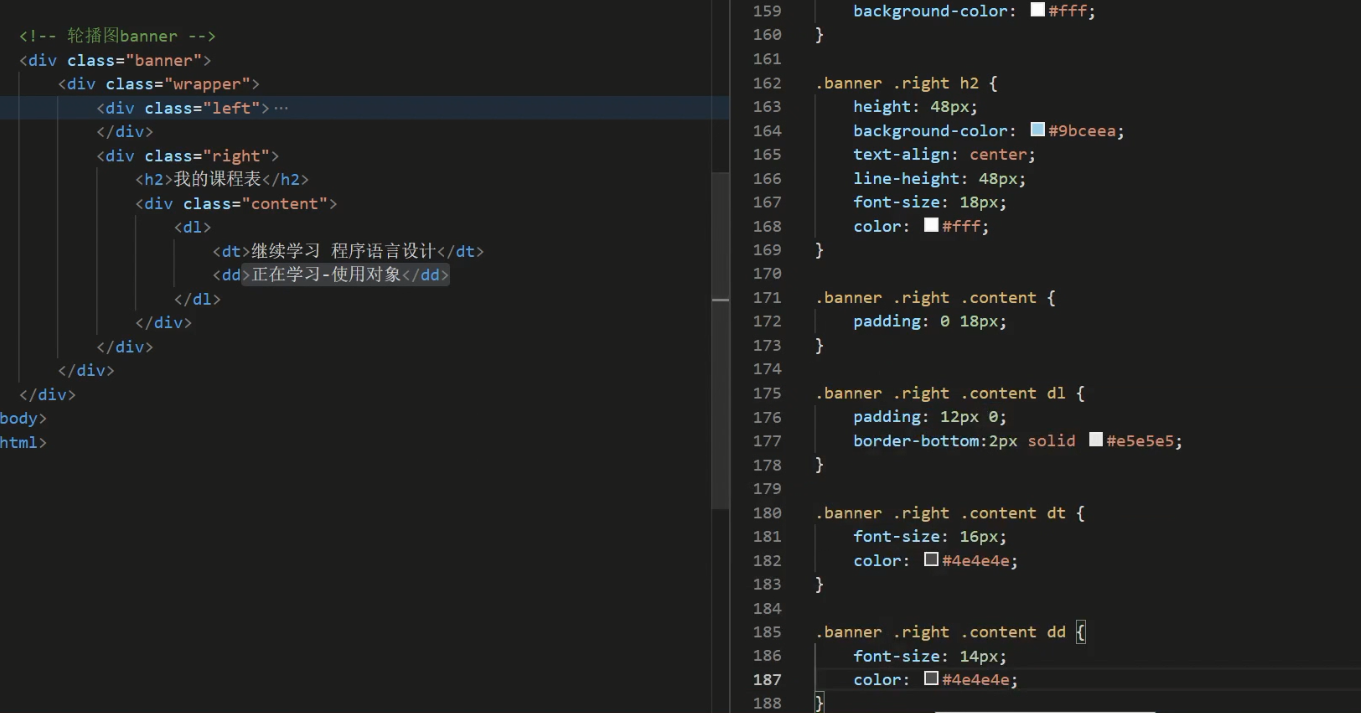 <!-- 轮播图banner -->
<div class="banner">
<div class="wrapper">
<div class="left">···
</div>
<div class="right">
<h2>我的课程表</h2>
<div class="content">
<dl>
<dt>继续学习 程序语言设计</dt>
<dd>正在学习-使用对象</dd>
</dl>
</div>
</div>
</div>
</div>
body>
html>
159 background-color: #fff;
160 }
161
162 .banner .right h2 {
163 height: 48px;
164 background-color: #9bceea;
165 text-align: center;
166 line-height: 48px;
167 font-size: 18px;
168 color: #fff;
169 }
170
171 .banner .right .content {
172 padding: 0 18px;
173 }
174
175 .banner .right .content dl {
176 padding: 12px 0;
177 border-bottom:2px solid #e5e5e5;
178 }
179
180 .banner .right .content dt {
181 font-size: 16px;
182 color: #4e4e4e;
183 }
184
185 .banner .right .content dd {
186 font-size: 14px;
187 color: #4e4e4e;
188 }